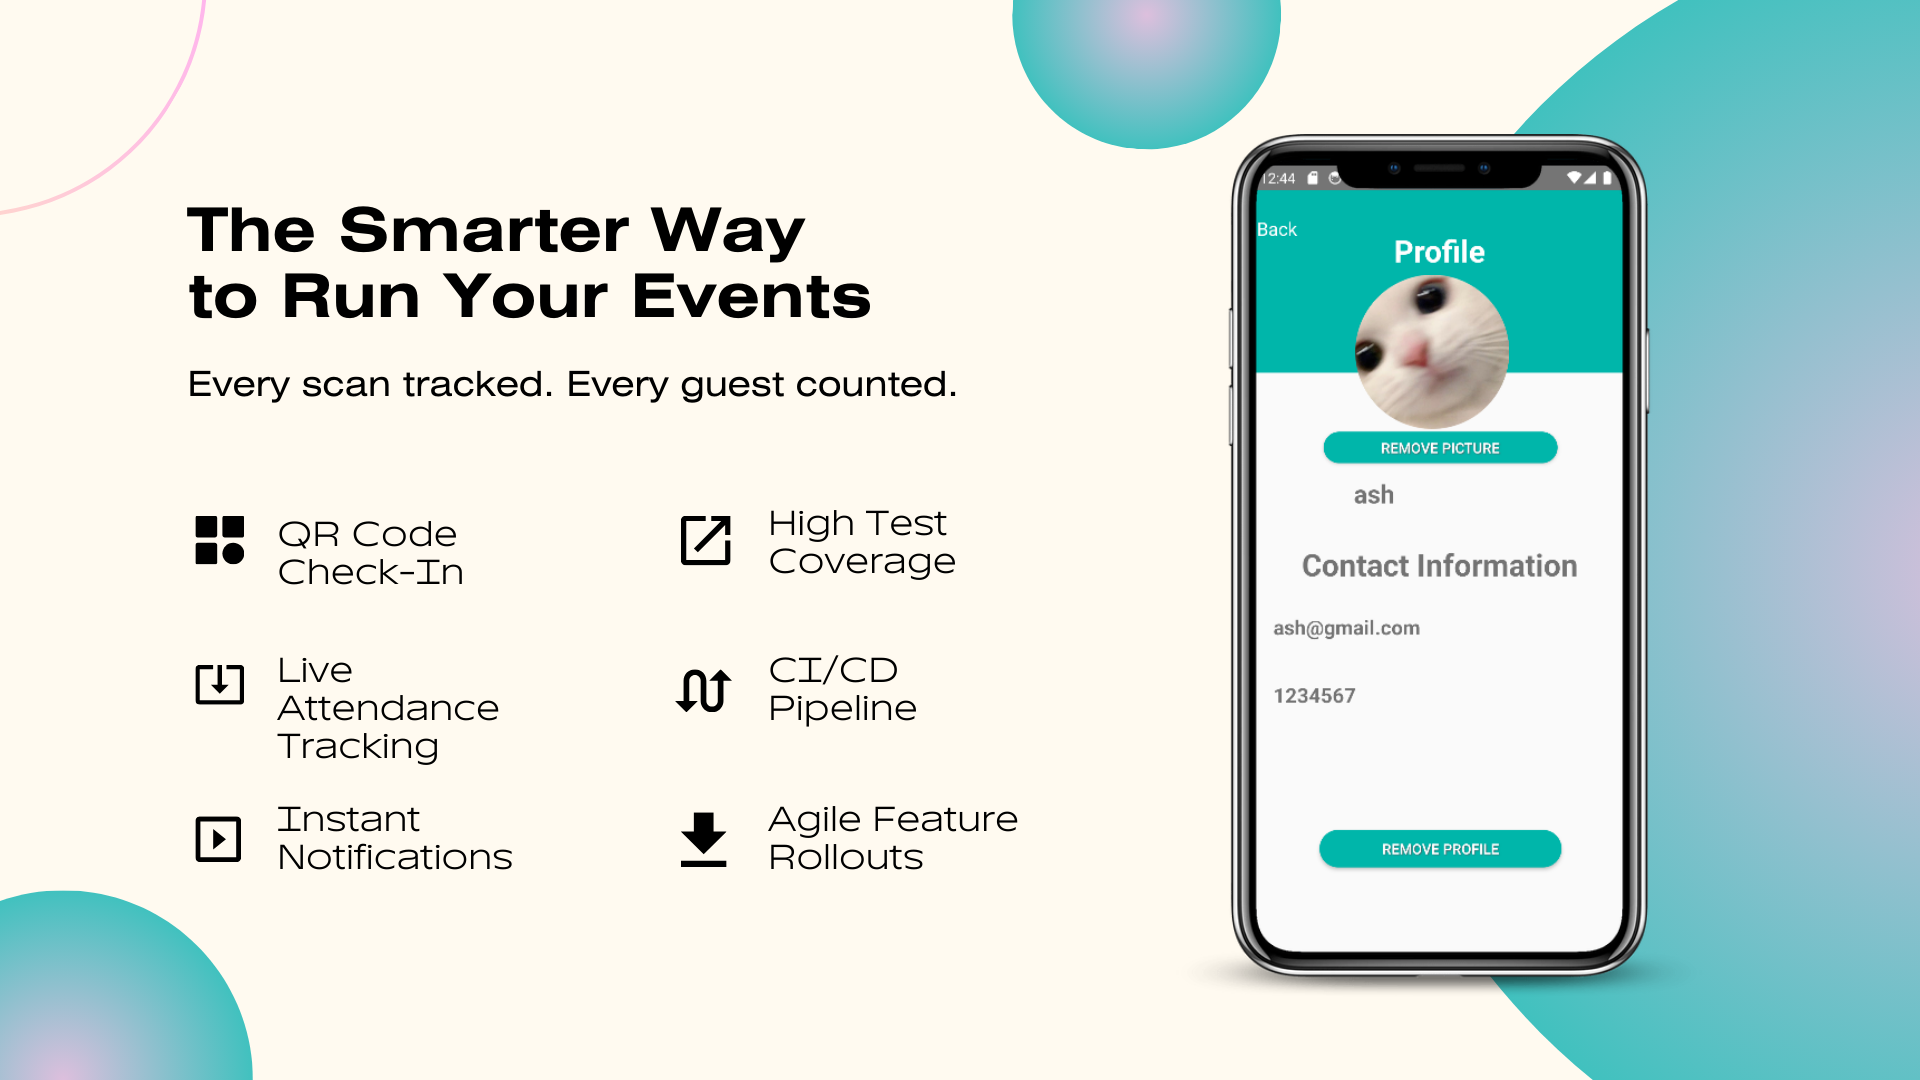 The Smarter Way
to Run Your Events
Every scan tracked. Every guest counted.
QR Code
Check-In
Live
Attendance
Tracking
Instant
Notifications
High Test
Coverage
CI/CD
Pipeline
Agile Feature
Rollouts
12:44
Back
Profile
REMOVE PICTURE
ash
Contact Information
ash@gmail.com
1234567
REMOVE PROFILE